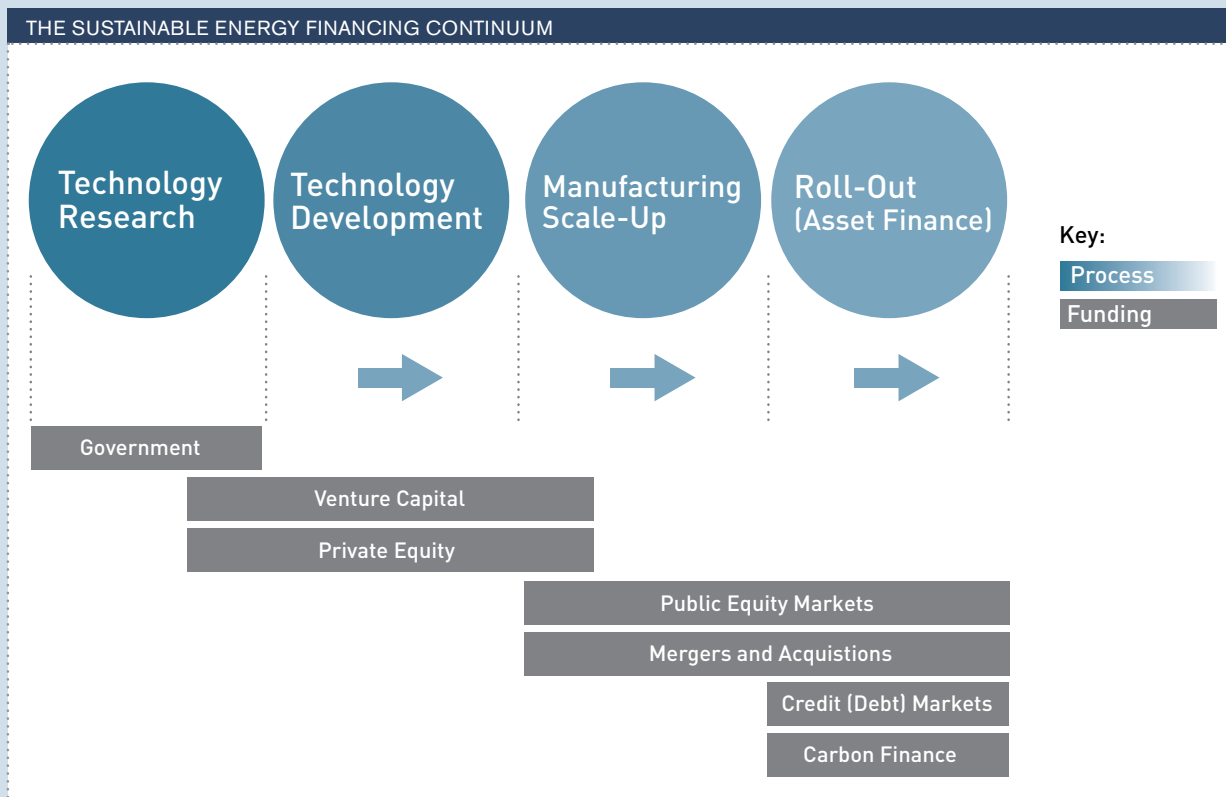 THE SUSTAINABLE ENERGY FINANCING CONTINUUM
Technology
Research
Technology
Development
Manufacturing
Scale-Up
Roll-Out
(Asset Finance)
Key:
Process
Funding
Government
Venture Capital
Private Equity
Public Equity Markets
Mergers and Acquistions
Credit (Debt) Markets
Carbon Finance